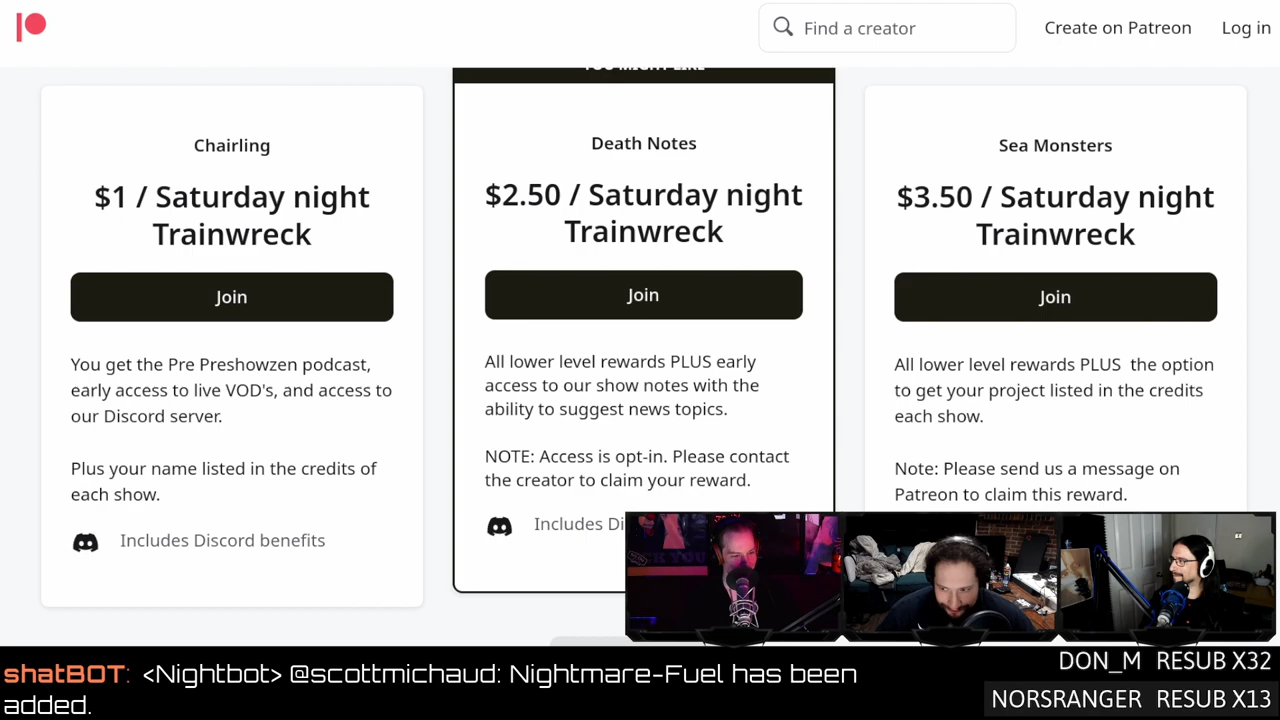 Find a creator
Create on Patreon
Log in
YOU MIGHT LIKE
Chairling
$1 / Saturday night
Trainwreck
Join
You get the Pre Preshowzen podcast,
early access to live VOD's, and access to
our Discord server.
Plus your name listed in the credits of
each show.
Includes Discord benefits
Death Notes
$2.50 / Saturday night
Trainwreck
Join
All lower level rewards PLUS early
access to our show notes with the
ability to suggest news topics.
NOTE: Access is opt-in. Please contact
the creator to claim your reward.
Includes Di
Sea Monsters
$3.50 / Saturday night
Trainwreck
Join
All lower level rewards PLUS  the option
to get your project listed in the credits
each show.
Note: Please send us a message on
Patreon to claim this reward.
shatBOT: <Nightbot> @scottmichaud: Nightmare-Fuel has been
added.
DON_M RESUB X32
NORSRANGER RESUB X13